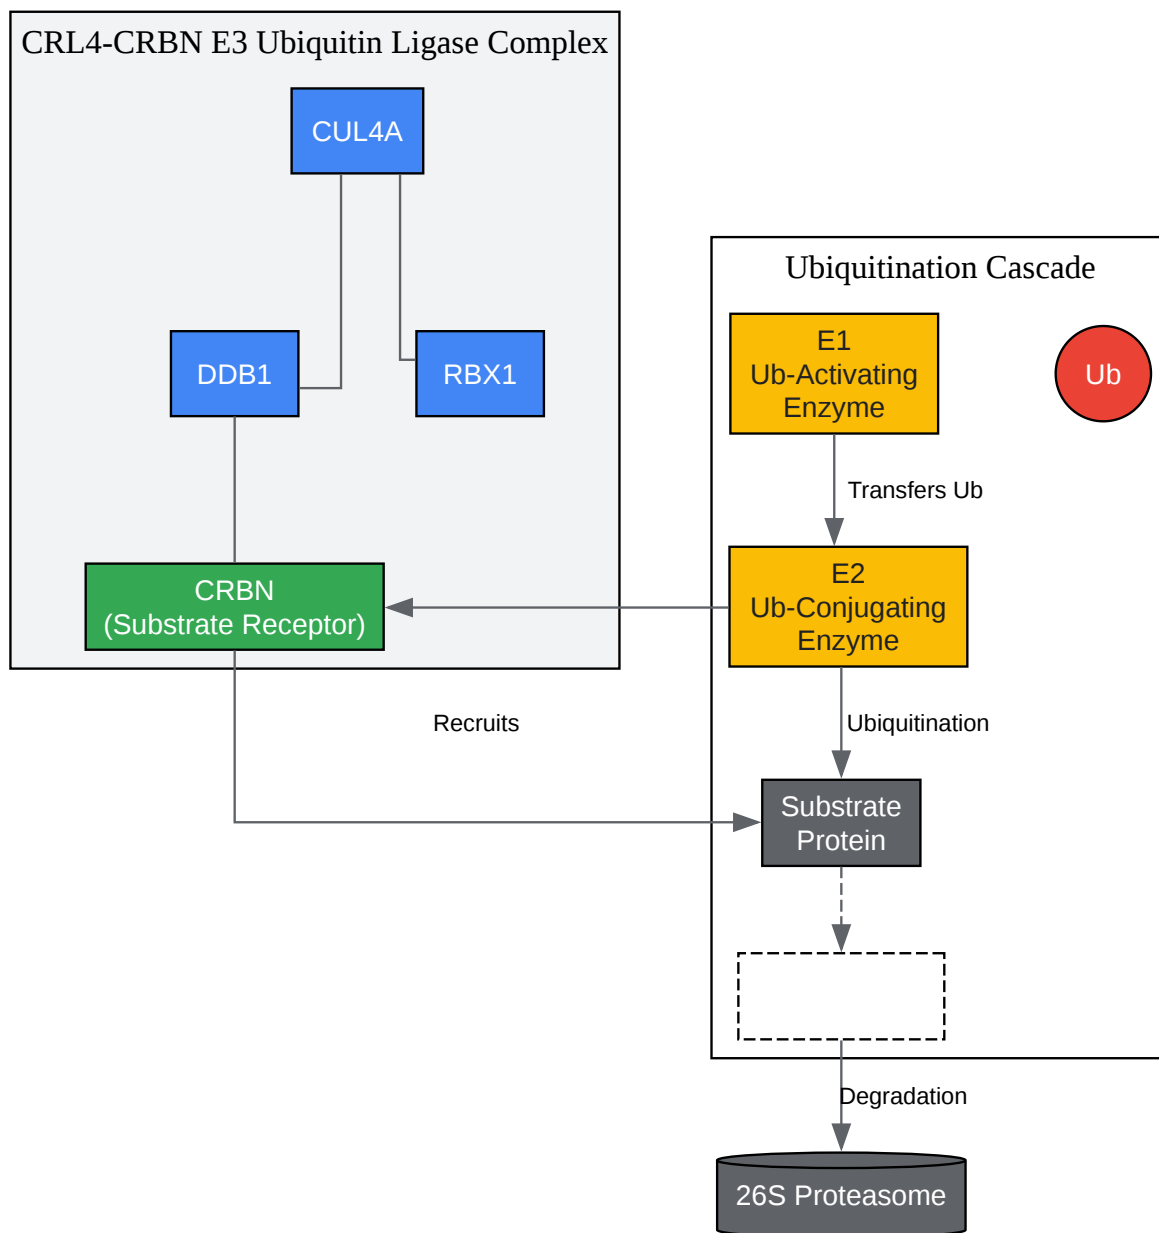 CRL4-CRBN E3 Ubiquitin Ligase Complex
CUL4A
DDB1
RBX1
CRBN
(Substrate Receptor)
Recruits
Ubiquitination Cascade
E1
Ub-Activating
Enzyme
Ub
Transfers Ub
E2
Ub-Conjugating
Enzyme
Ubiquitination
Substrate
Protein
Degradation
26S Proteasome